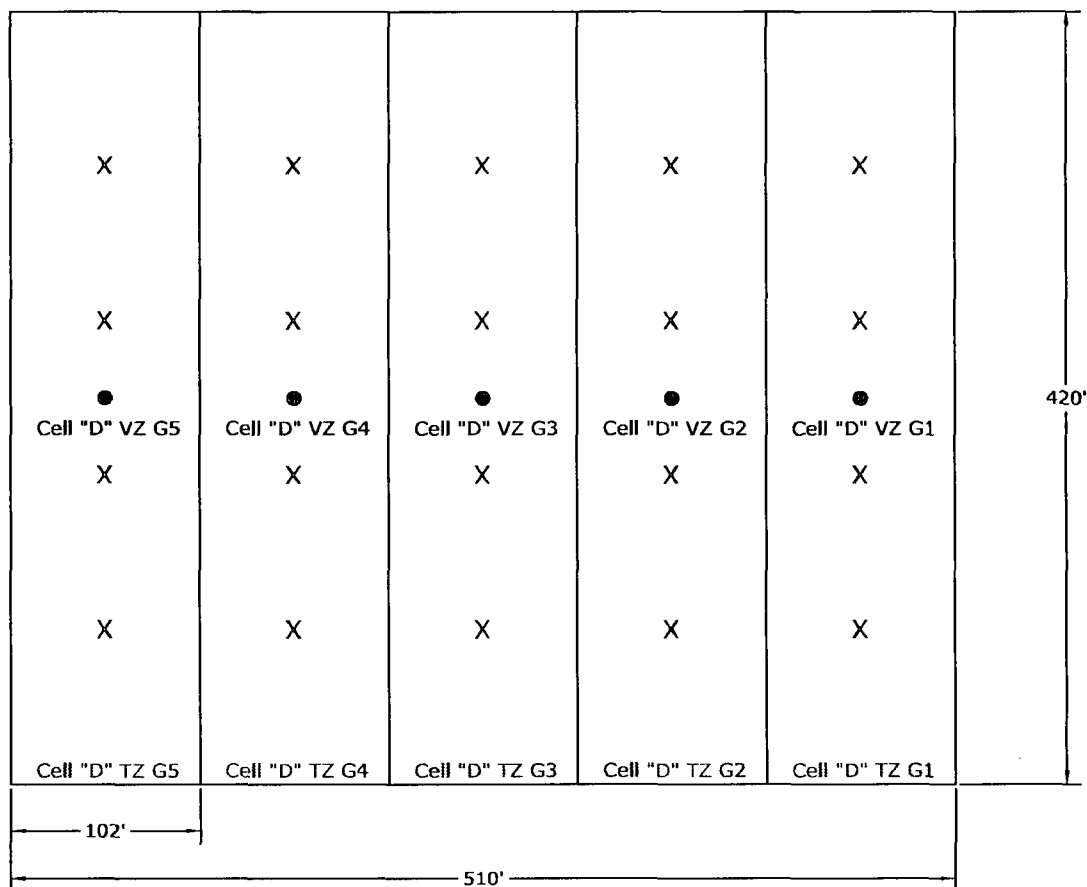 X X X X X
X X X X X
Cell "D" VZ G5 Cell "D" VZ G4 Cell "D" VZ G3 Cell "D" VZ G2 Cell "D" VZ G1
420'
X X X X X
X X X X X
Cell "D" TZ G5 Cell "D" TZ G4 Cell "D" TZ G3 Cell "D" TZ G2 Cell "D" TZ G1
102'
510'